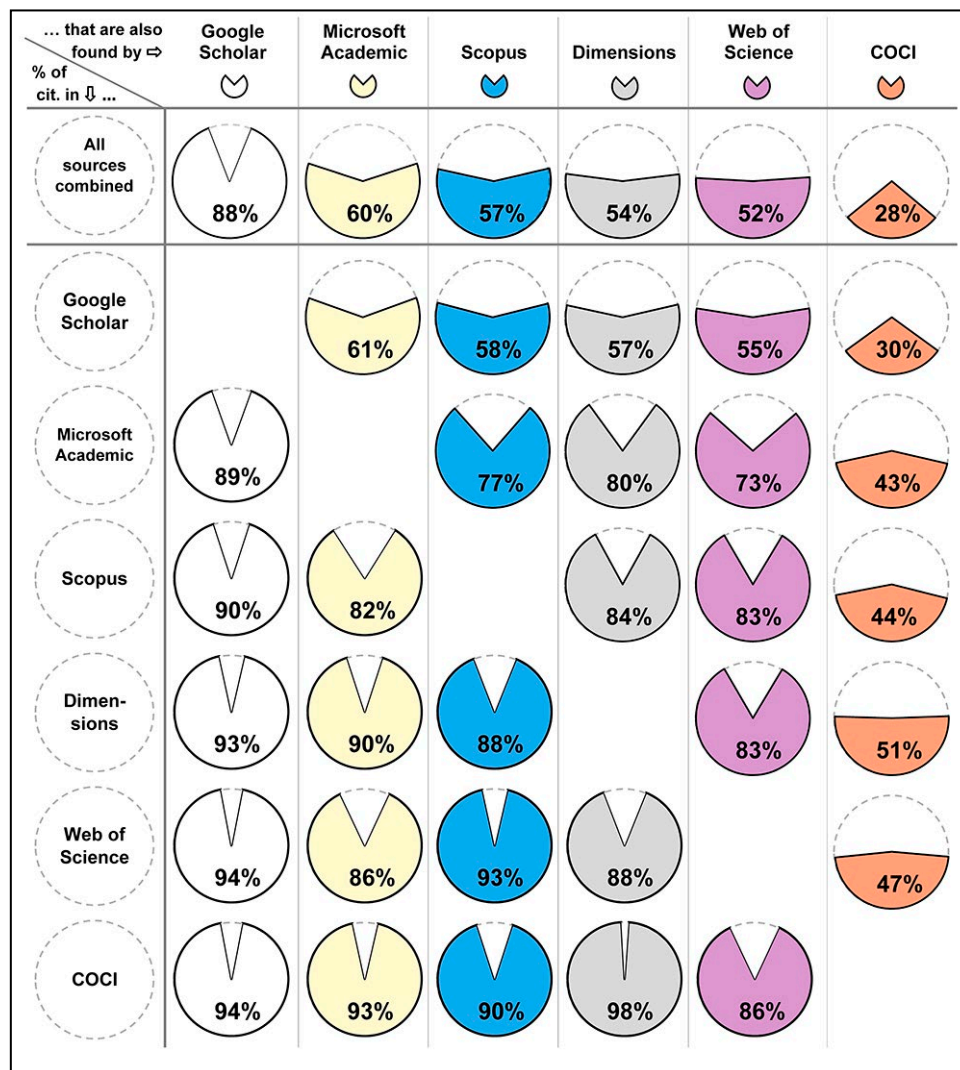 … that are also
found by ⇨
% of
cit. in ⇩ ...
Google
Scholar
Microsoft
Academic
Scopus
Dimensions
Web of
Science
COCI
All
sources
combined
88%
60%
57%
54%
52%
28%
Google
Scholar
61%
58%
57%
55%
30%
Microsoft
Academic
89%
77%
80%
73%
43%
Scopus
90%
82%
84%
83%
44%
Dimen-
sions
93%
90%
88%
83%
51%
Web of
Science
94%
86%
93%
88%
47%
COCI
94%
93%
90%
98%
86%